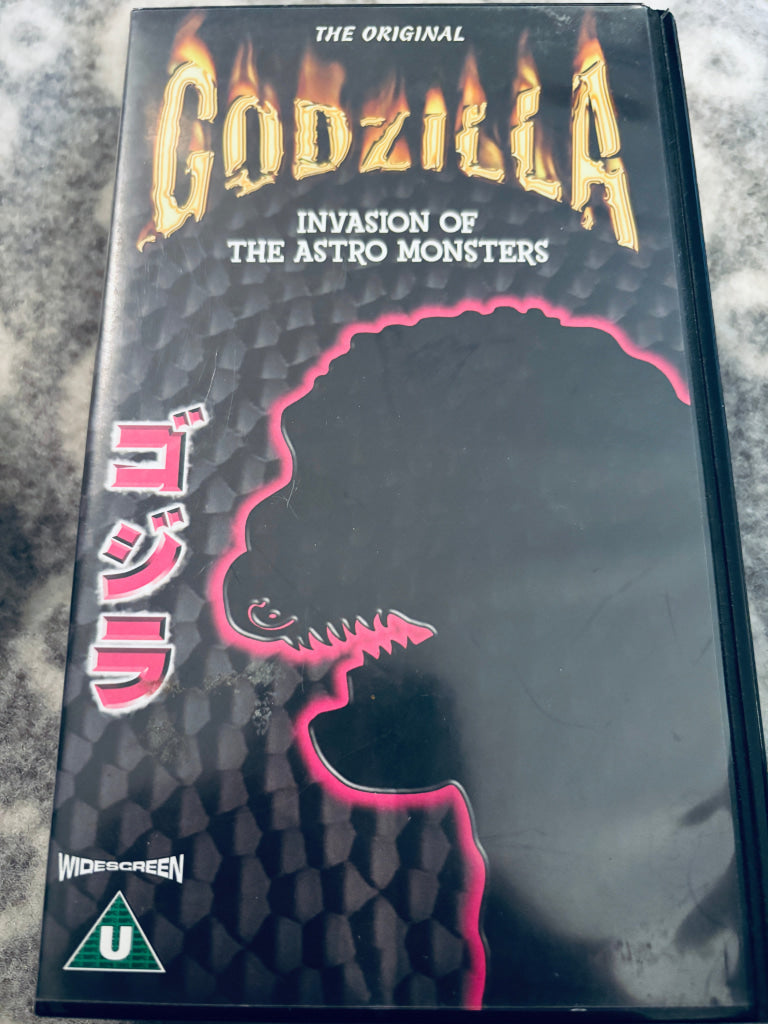 THE ORIGINAL
GODZILLA
INVASION OF
THE ASTRO MONSTERS
ゴジラ
WIDESCREEN
U